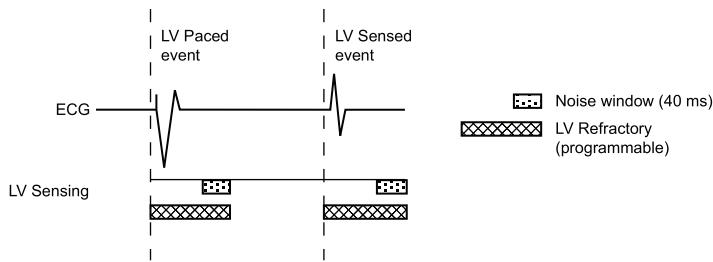 LV Paced
event
LV Sensed
event
ECG
Noise window (40 ms)
LV Refractory
(programmable)
LV Sensing